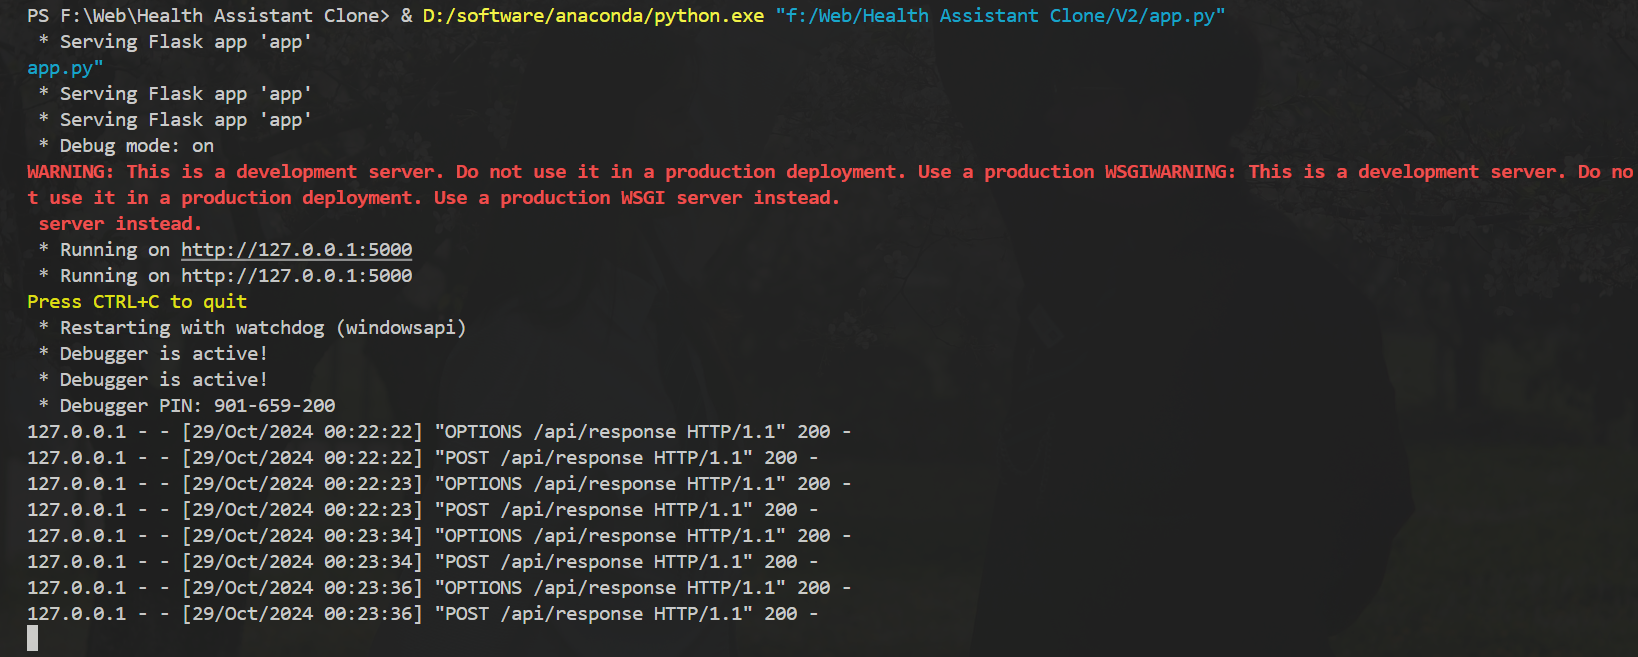 PS F:\Web\Health Assistant Clone> & D:/software/anaconda/python.exe "f:/Web/Health Assistant Clone/V2/app.py"
 * Serving Flask app 'app'
app.py"
 * Serving Flask app 'app'
 * Serving Flask app 'app'
 * Debug mode: on
WARNING: This is a development server. Do not use it in a production deployment. Use a production WSGIWARNING: This is a development server. Do no
t use it in a production deployment. Use a production WSGI server instead.
 server instead.
 * Running on http://127.0.0.1:5000
 * Running on http://127.0.0.1:5000
Press CTRL+C to quit
 * Restarting with watchdog (windowsapi)
 * Debugger is active!
 * Debugger is active!
 * Debugger PIN: 901-659-200
127.0.0.1 - - [29/Oct/2024 00:22:22] "OPTIONS /api/response HTTP/1.1" 200 -
127.0.0.1 - - [29/Oct/2024 00:22:22] "POST /api/response HTTP/1.1" 200 -
127.0.0.1 - - [29/Oct/2024 00:22:23] "OPTIONS /api/response HTTP/1.1" 200 -
127.0.0.1 - - [29/Oct/2024 00:22:23] "POST /api/response HTTP/1.1" 200 -
127.0.0.1 - - [29/Oct/2024 00:23:34] "OPTIONS /api/response HTTP/1.1" 200 -
127.0.0.1 - - [29/Oct/2024 00:23:34] "POST /api/response HTTP/1.1" 200 -
127.0.0.1 - - [29/Oct/2024 00:23:36] "OPTIONS /api/response HTTP/1.1" 200 -
127.0.0.1 - - [29/Oct/2024 00:23:36] "POST /api/response HTTP/1.1" 200 -